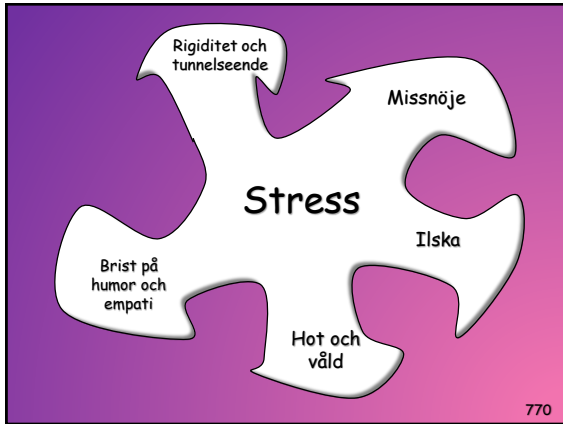 Rigiditet och
tunnelseende
Missnöje
Stress
Ilska
Brist på
humor och
empati
Hot och
våld
770